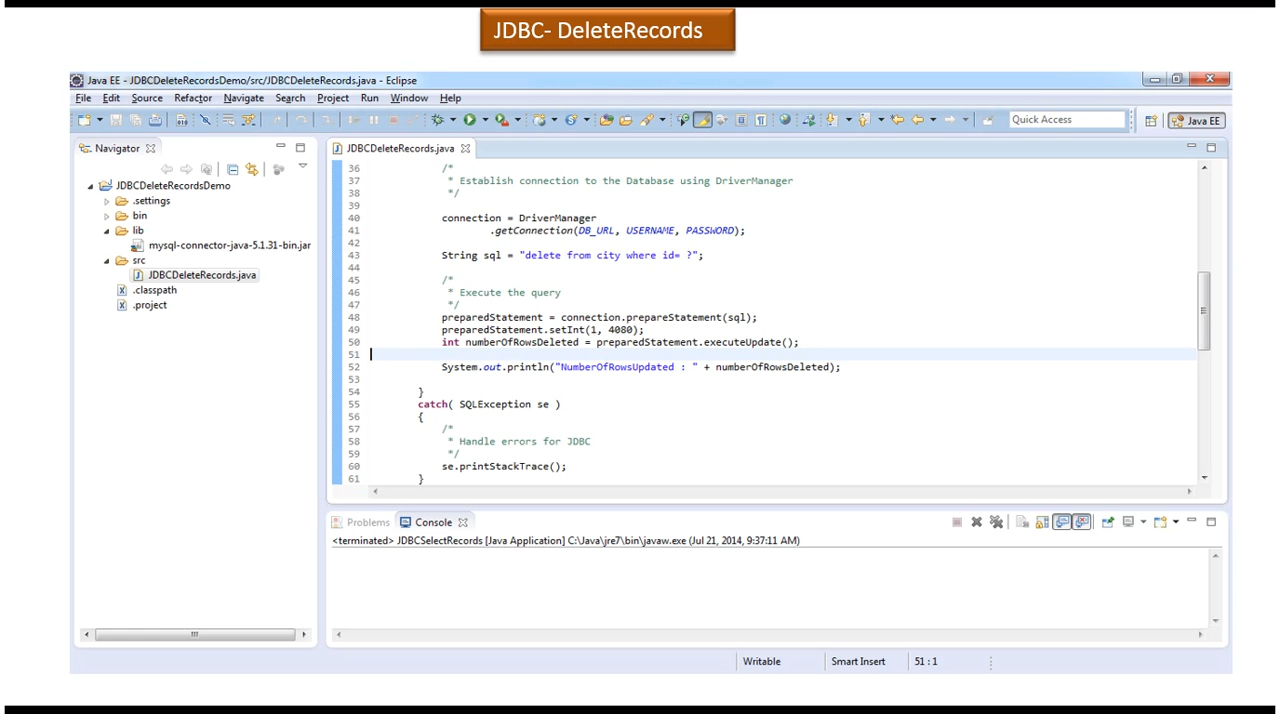 JDBC- DeleteRecords
Java EE - JDBCDeleteRecordsDemo/src/JDBCDeleteRecords.java - Eclipse
File Edit Source Refactor Navigate Search Project Run Window Help
Quick Access
Java EE
Navigator
JDBCDeleteRecordsDemo
.settings
bin
lib
mysql-connector-java-5.1.31-bin.jar
src
JDBCDeleteRecords.java
.classpath
.project
JDBCDeleteRecords.java
36 /*
37 * Establish connection to the Database using DriverManager
38 */
39
40 connection = DriverManager
41 .getConnection(DB_URL, USERNAME, PASSWORD);
42
43 String sql = "delete from city where id= ?";
44
45 /*
46 * Execute the query
47 */
48 preparedStatement = connection.prepareStatement(sql);
49 preparedStatement.setInt(1, 4080);
50 int numberOfRowsDeleted = preparedStatement.executeUpdate();
51
52 System.out.println("NumberOfRowsUpdated : " + numberOfRowsDeleted);
53
54 }
55 catch( SQLException se )
56 {
57 /*
58 * Handle errors for JDBC
59 */
60 se.printStackTrace();
61 }
Problems Console
<terminated> JDBCSelectRecords [Java Application] C:\Java\jre7\bin\javaw.exe (Jul 21, 2014, 9:37:11 AM)
Writable Smart Insert 51 : 1